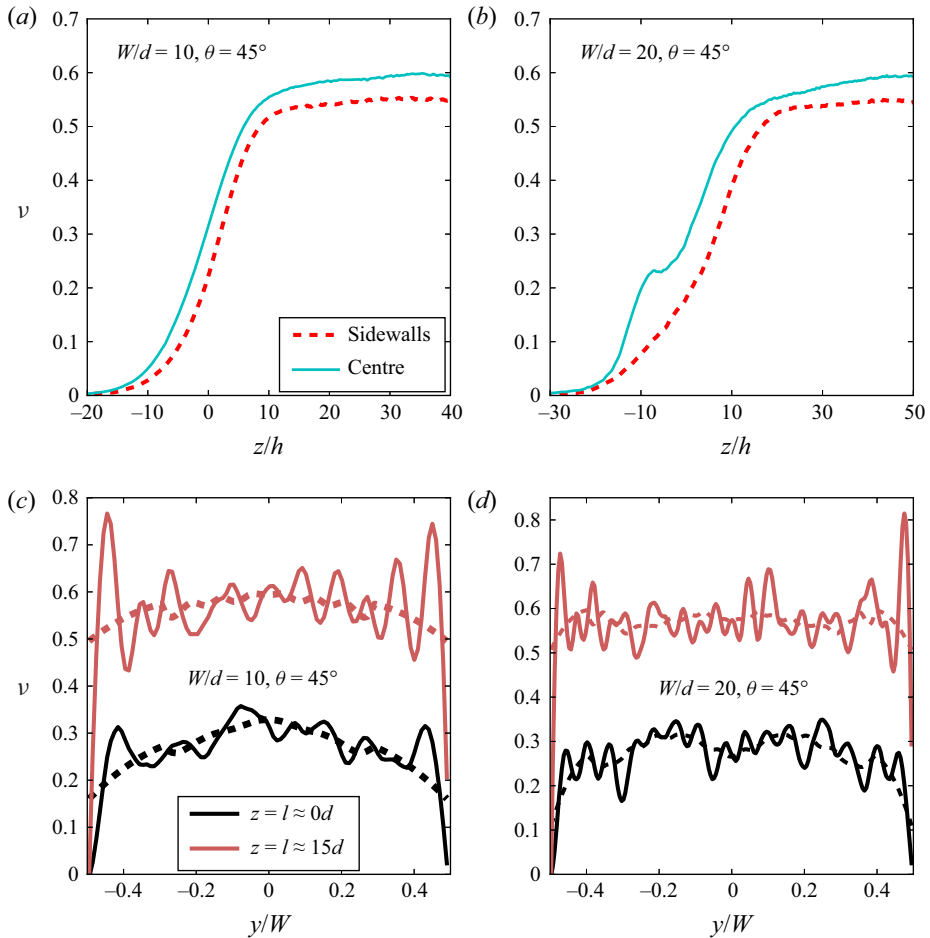 (a)
W/d = 10, θ = 45°
0.7
0.6
0.5
0.4
0.3
0.2
0.1
0
ν
Sidewalls
Centre
–20 –10 0 10 20 30 40
z/h
(b)
W/d = 20, θ = 45°
0.7
0.6
0.5
0.4
0.3
0.2
0.1
0
–30 –10 10 30 50
z/h
(c)
0.8
0.7
0.6
0.5
0.4
0.3
0.2
0.1
0
ν
W/d = 10, θ = 45°
z = l ≈ 0d
z = l ≈ 15d
–0.4 –0.2 0 0.2 0.4
y/W
(d)
0.8
0.7
0.6
0.5
0.4
0.3
0.2
0.1
0
W/d = 20, θ = 45°
–0.4 –0.2 0 0.2 0.4
y/W